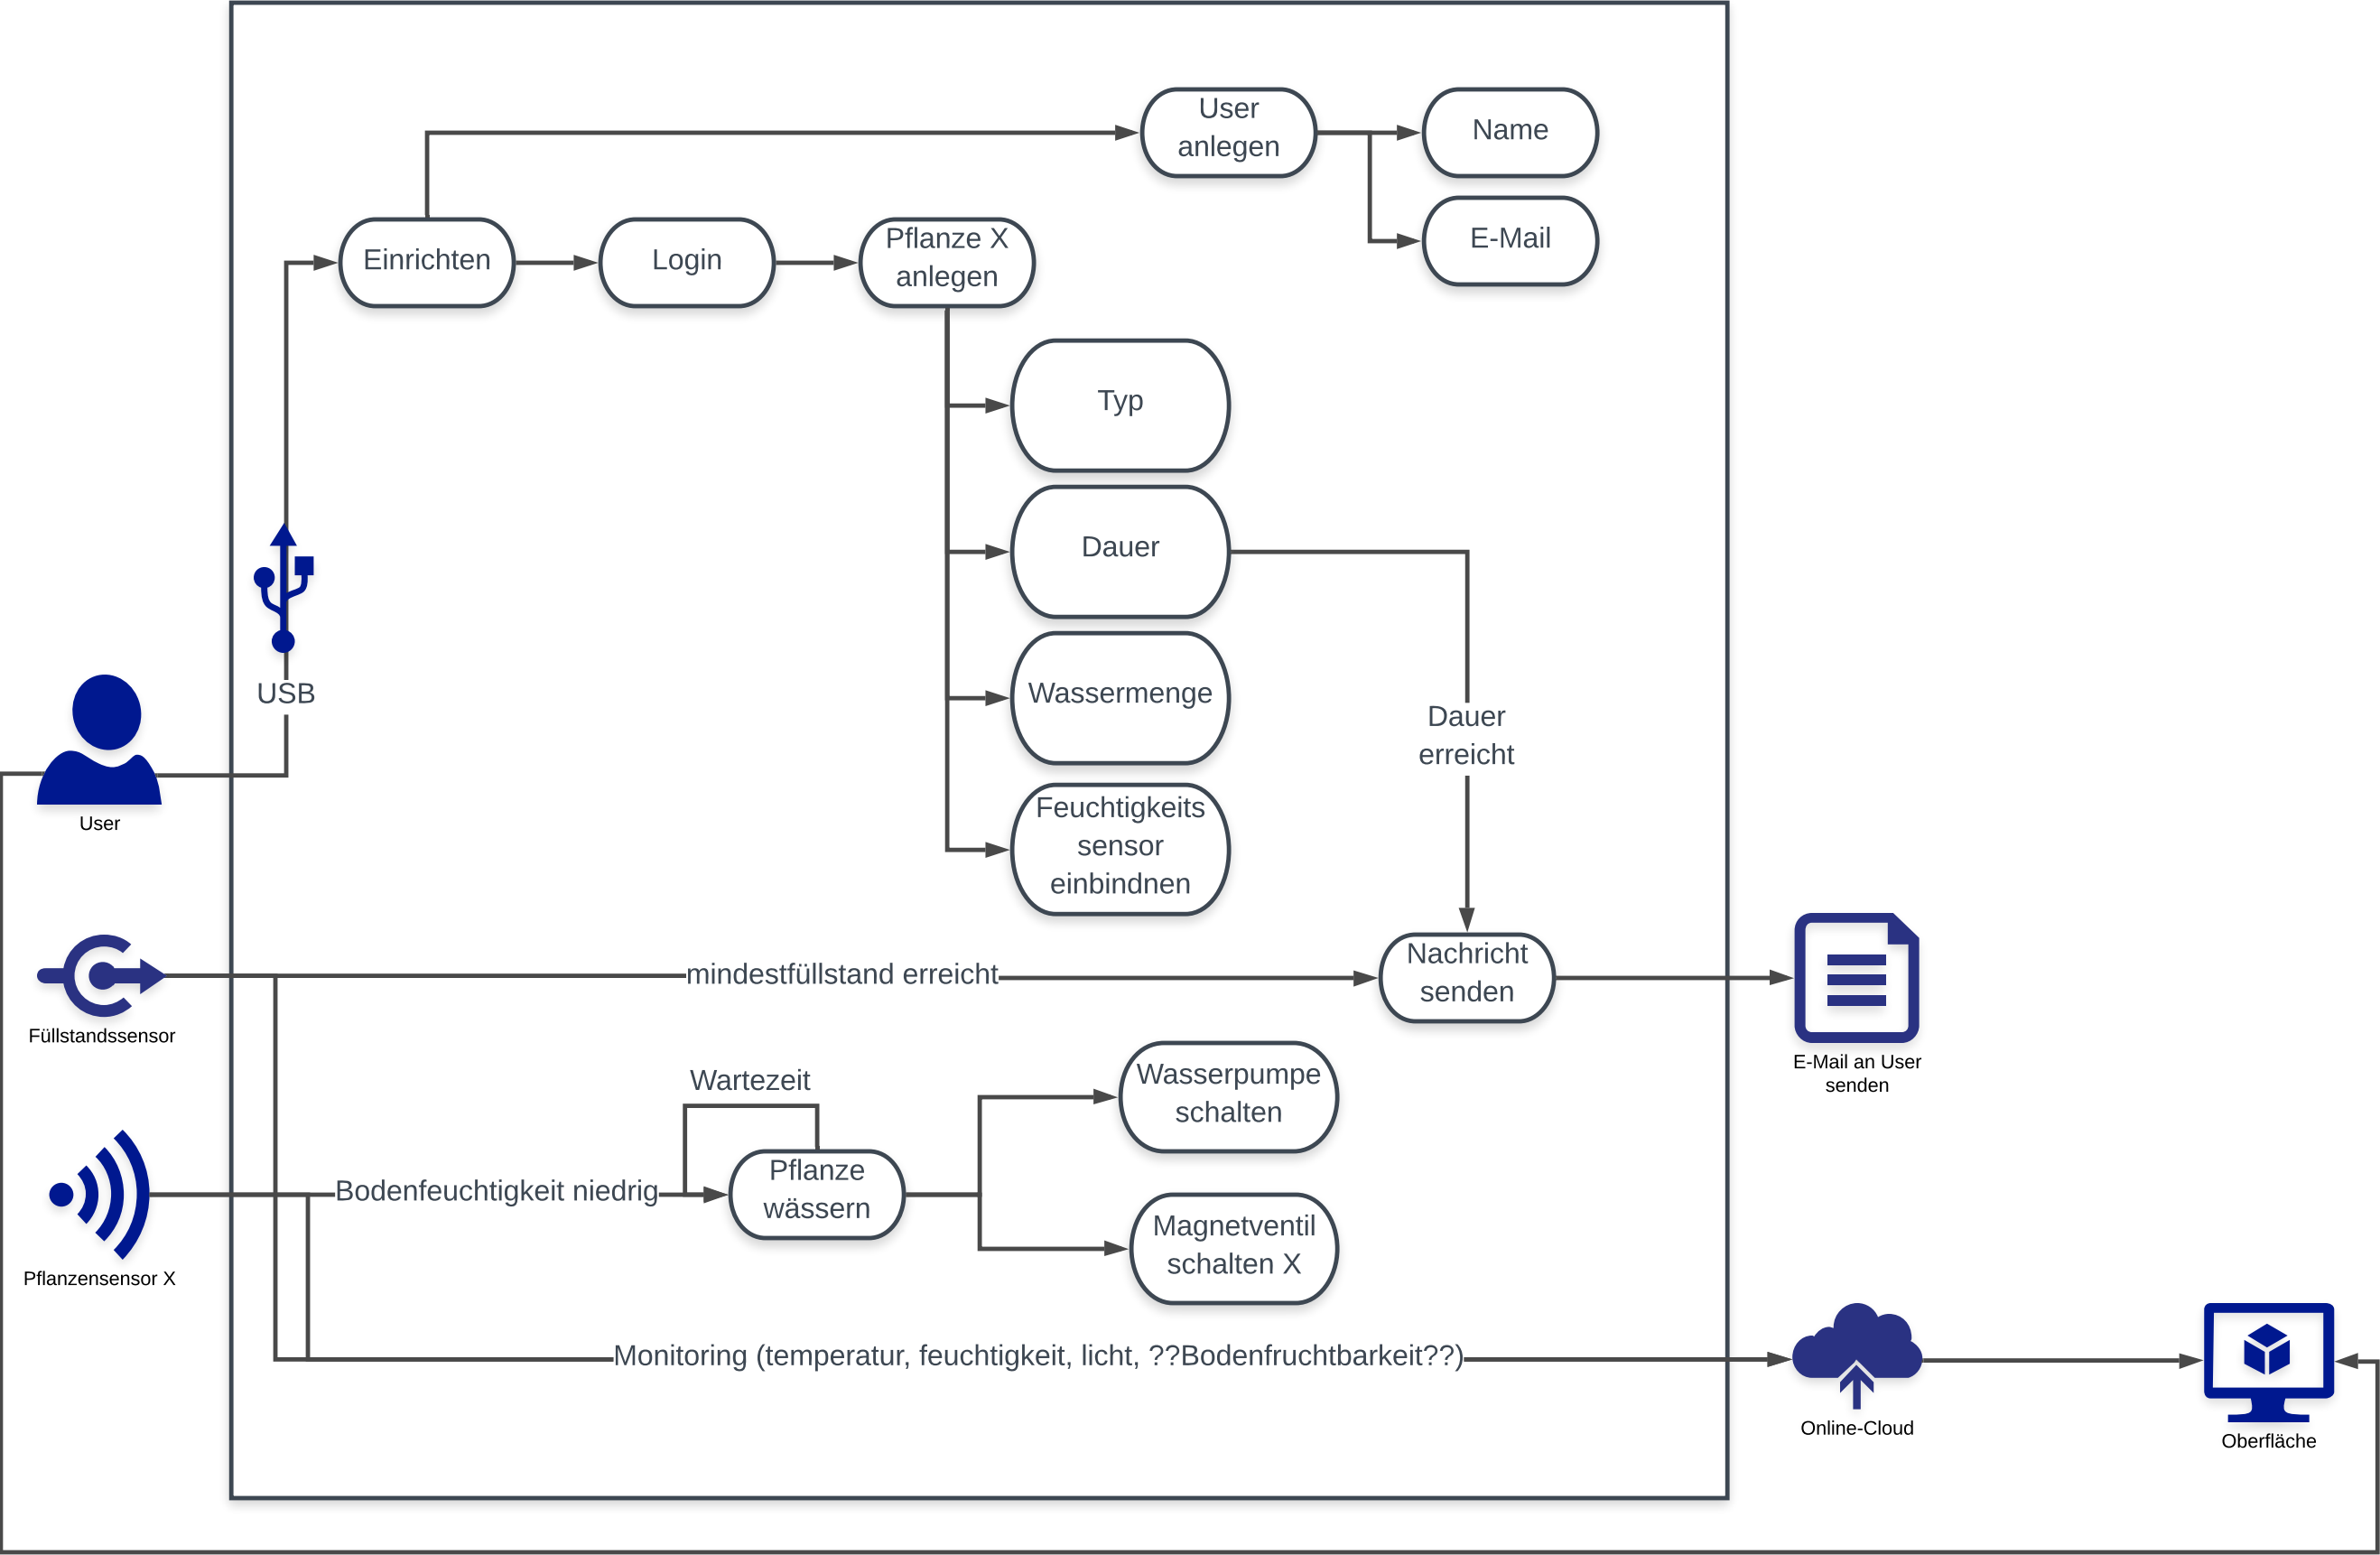 User
anlegen
Name
E-Mail
Einrichten
Login
Pflanze X
anlegen
Typ
Dauer
Wassermenge
Feuchtigkeits
sensor
einbindnen
USB
User
Dauer
erreicht
Füllstandssensor
mindestfüllstand erreicht
Nachricht
senden
E-Mail an User
senden
Wartezeit
Pflanzensensor X
Bodenfeuchtigkeit niedrig
Pflanze
wässern
Wasserpumpe
schalten
Magnetventil
schalten X
Monitoring (temperatur, feuchtigkeit, licht, ??Bodenfruchtbarkeit??)
Online-Cloud
Oberfläche